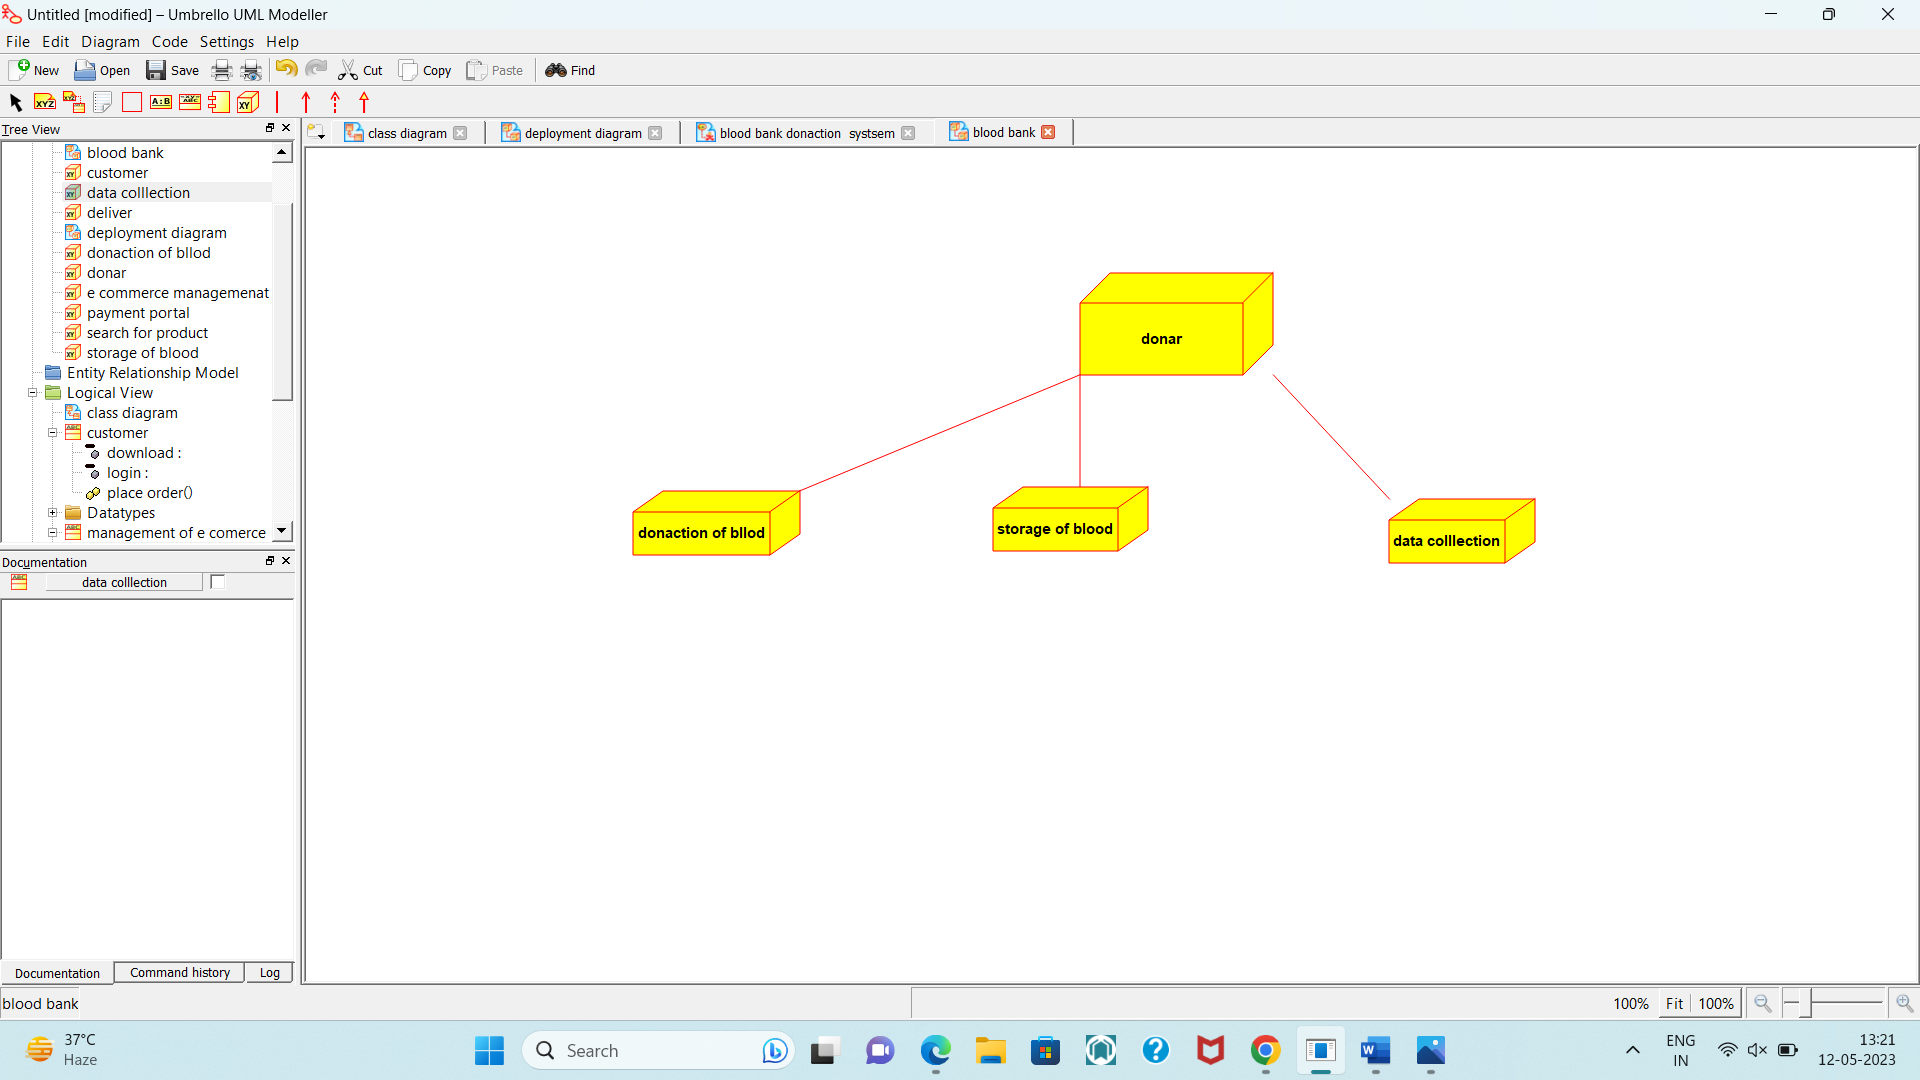 Untitled [modified] – Umbrello UML Modeller
File Edit Diagram Code Settings Help
New Open Save Cut Copy Paste Find
XYZ XYZ A:B ABC XY
Tree View
class diagram
deployment diagram
blood bank donaction systsem
blood bank
blood bank
customer
data colllection
deliver
deployment diagram
donaction of bllod
donar
e commerce managemenat
payment portal
search for product
storage of blood
Entity Relationship Model
Logical View
class diagram
customer
download :
login :
place order()
Datatypes
management of e comerce
donar
donaction of bllod
storage of blood
data colllection
Documentation
data colllection
Documentation Command history Log
blood bank
100% Fit 100%
37°C
Haze
Search
ENG
IN
13:21
12-05-2023